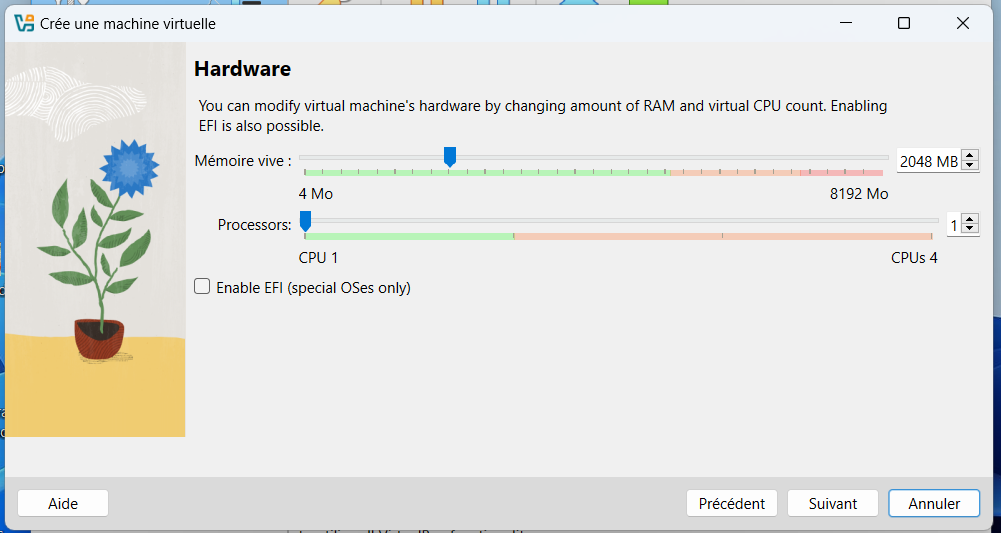 Crée une machine virtuelle
Hardware
You can modify virtual machine's hardware by changing amount of RAM and virtual CPU count. Enabling
EFI is also possible.
Mémoire vive : 2048 MB
4 Mo 8192 Mo
Processors: 1
CPU 1 CPUs 4
Enable EFI (special OSes only)
Aide Précédent Suivant Annuler